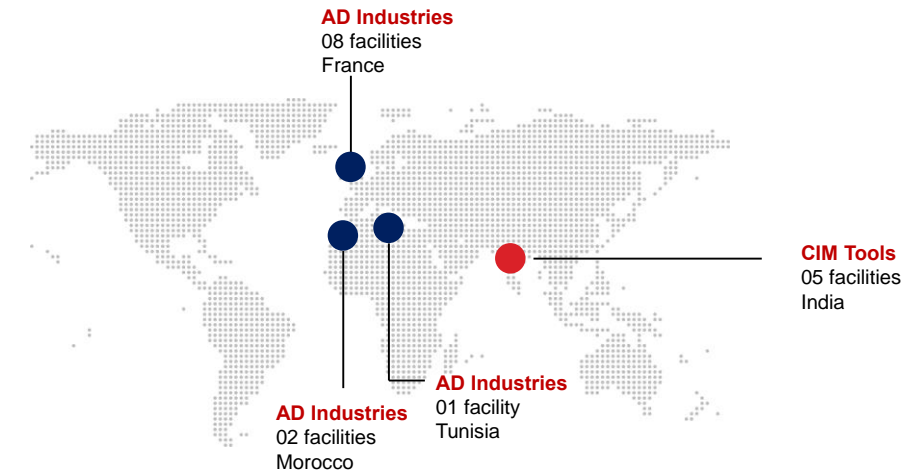 AD Industries
08 facilities
France
CIM Tools
05 facilities
India
AD Industries
01 facility
Tunisia
AD Industries
02 facilities
Morocco